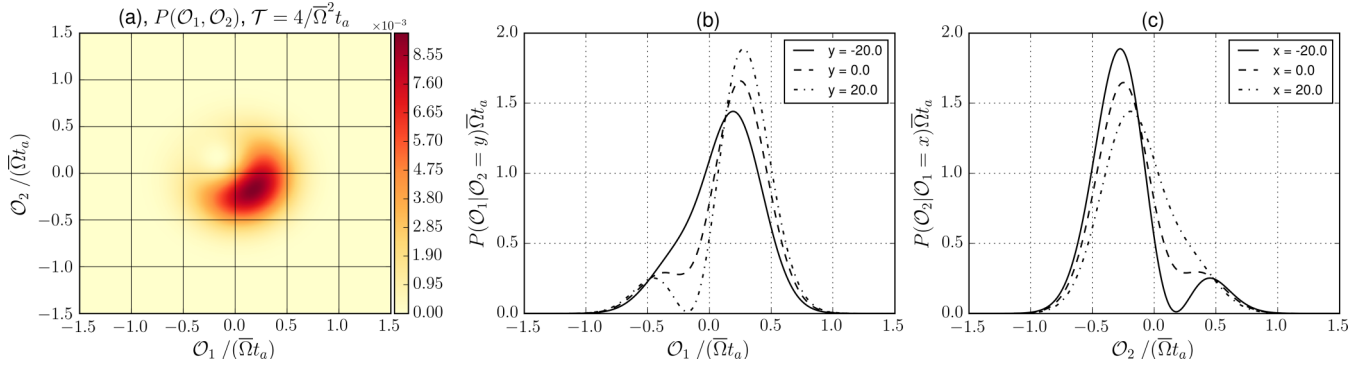 (a), P(𝒪₁, 𝒪₂), 𝒯 = 4/Ω̅²tₐ
×10⁻³
1.5
1.0
0.5
0.0
−0.5
−1.0
−1.5
𝒪₂ /(Ω̅tₐ)
−1.5 −1.0 −0.5 0.0 0.5 1.0 1.5
𝒪₁ /(Ω̅tₐ)
8.55
7.60
6.65
5.70
4.75
3.80
2.85
1.90
0.95
0.00
(b)
2.0
1.5
1.0
0.5
0.0
P(𝒪₁|𝒪₂ = y)Ω̅tₐ
y = -20.0
y = 0.0
y = 20.0
−1.5 −1.0 −0.5 0.0 0.5 1.0 1.5
𝒪₁ /(Ω̅tₐ)
(c)
2.0
1.5
1.0
0.5
0.0
P(𝒪₂|𝒪₁ = x)Ω̅tₐ
x = -20.0
x = 0.0
x = 20.0
−1.5 −1.0 −0.5 0.0 0.5 1.0 1.5
𝒪₂ /(Ω̅tₐ)